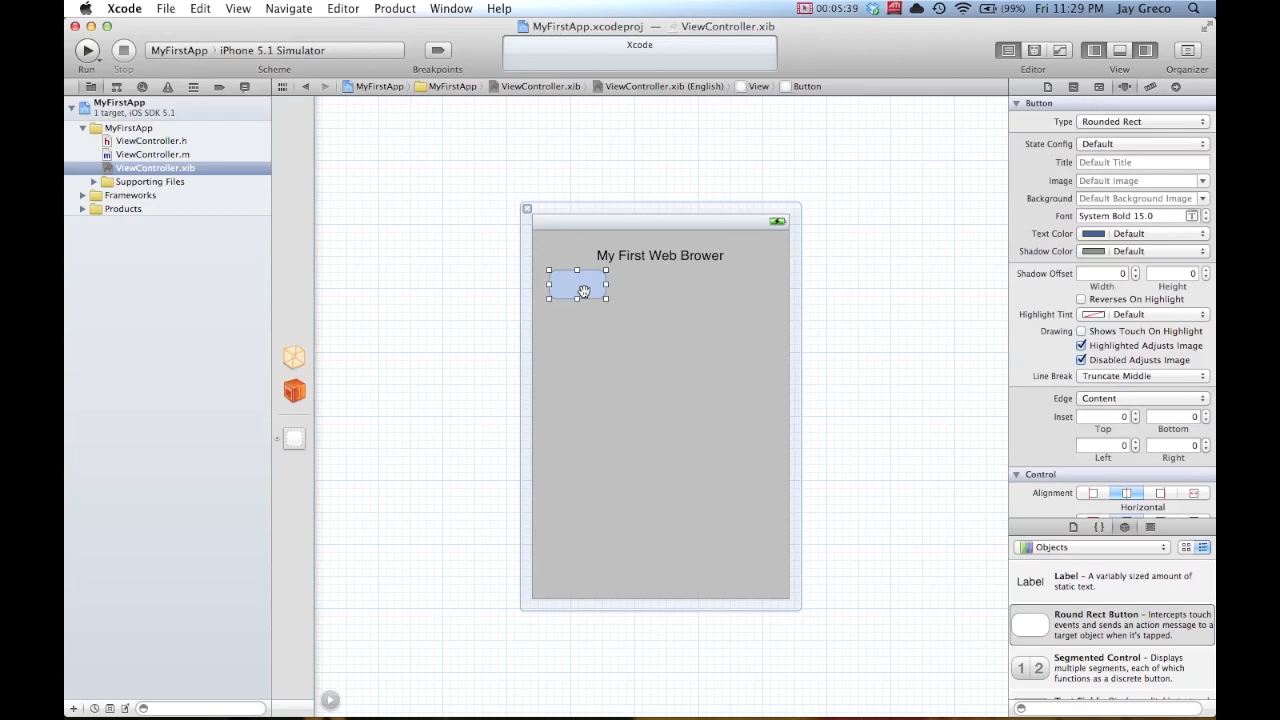 Xcode File Edit View Navigate Editor Product Window Help 00:05:39 (99%) Fri 11:29 PM Jay Greco
MyFirstApp.xcodeproj — ViewController.xib
MyFirstApp iPhone 5.1 Simulator
Xcode
Run Stop Scheme Breakpoints Editor View Organizer
MyFirstApp MyFirstApp ViewController.xib ViewController.xib (English) View Button
MyFirstApp
1 target, iOS SDK 5.1
MyFirstApp
ViewController.h
ViewController.m
ViewController.xib
Supporting Files
Frameworks
Products
My First Web Brower
Button
Type Rounded Rect
State Config Default
Title Default Title
Image Default Image
Background Default Background Image
Font System Bold 15.0
Text Color Default
Shadow Color Default
Shadow Offset 0 0
Width Height
Reverses On Highlight
Highlight Tint Default
Drawing Shows Touch On Highlight
Highlighted Adjusts Image
Disabled Adjusts Image
Line Break Truncate Middle
Edge Content
Inset 0 0
Top Bottom
0 0
Left Right
Control
Alignment
Horizontal
Objects
Label
Label – A variably sized amount of
static text.
Round Rect Button – Intercepts touch
events and sends an action message to a
target object when it's tapped.
1 2
Segmented Control – Displays
multiple segments, each of which
functions as a discrete button.